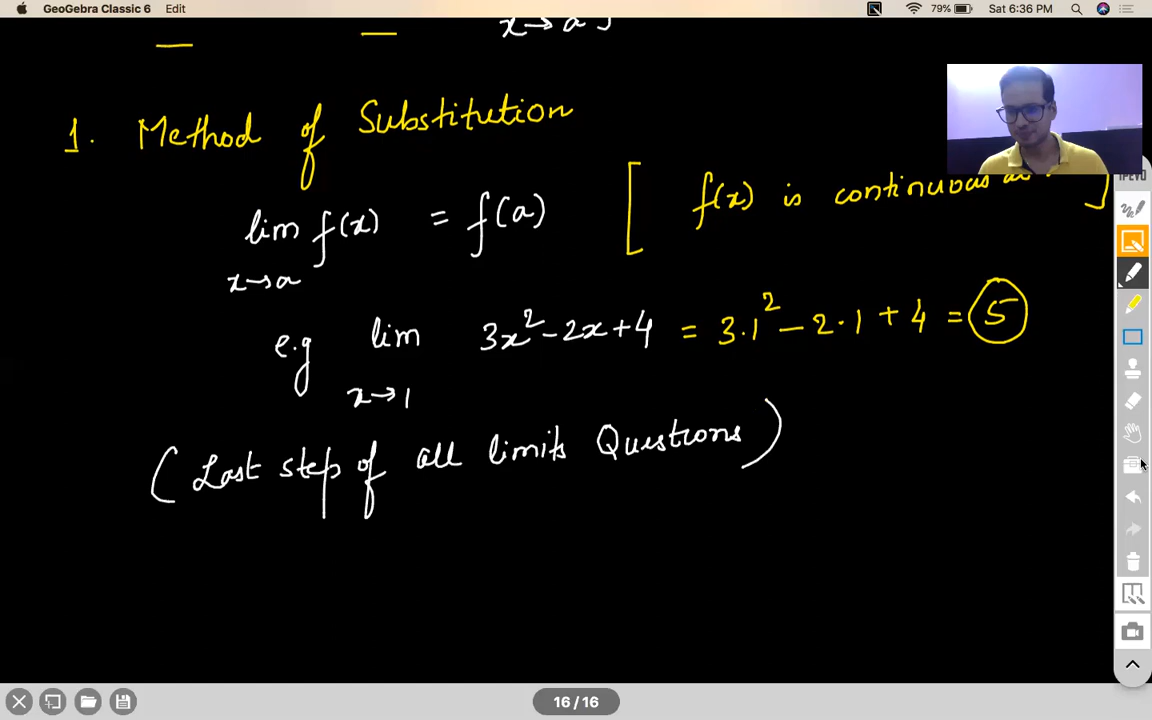 GeoGebra Classic 6 Edit 79% Sat 6:36 PM
x→a
1. Method of Substitution
lim f(x) = f(a) [ f(x) is continuous ]
x→a
e.g lim 3x²-2x+4 = 3·1² - 2·1 + 4 = 5
x→1
(Last step of all limits Questions)
16 / 16